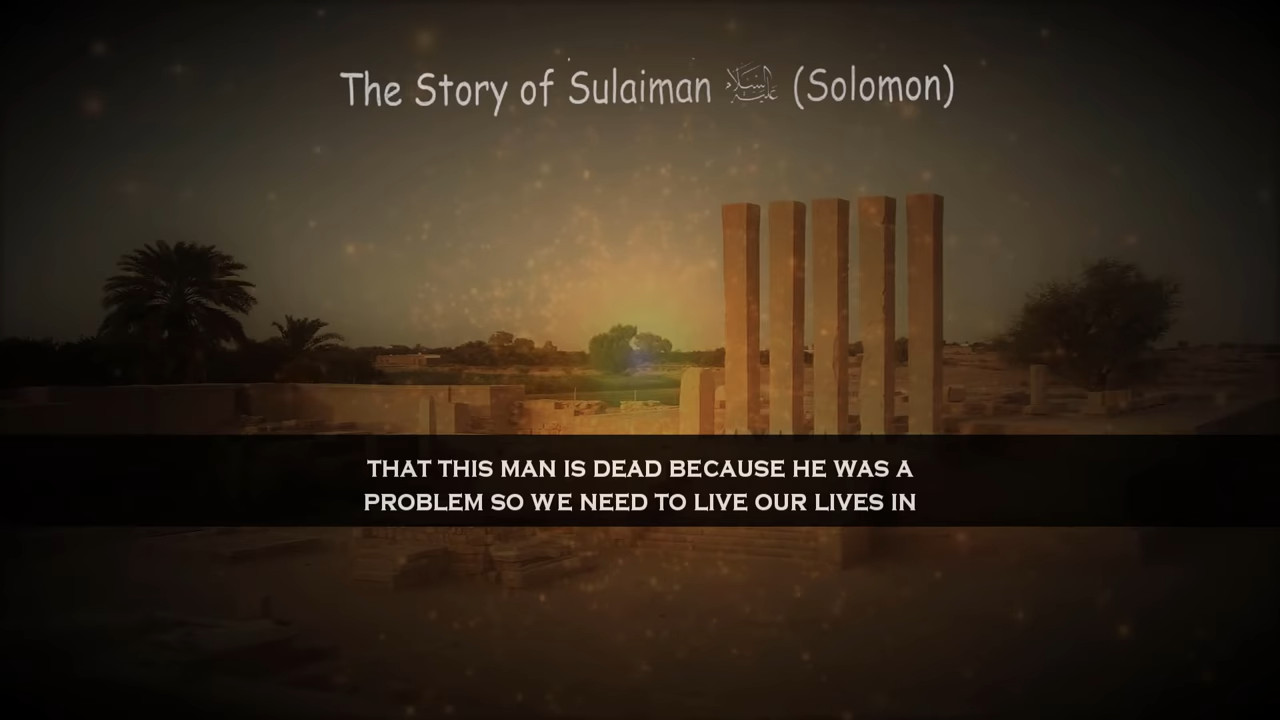 The Story of Sulaiman عليه السلام (Solomon)
THAT THIS MAN IS DEAD BECAUSE HE WAS A
PROBLEM SO WE NEED TO LIVE OUR LIVES IN